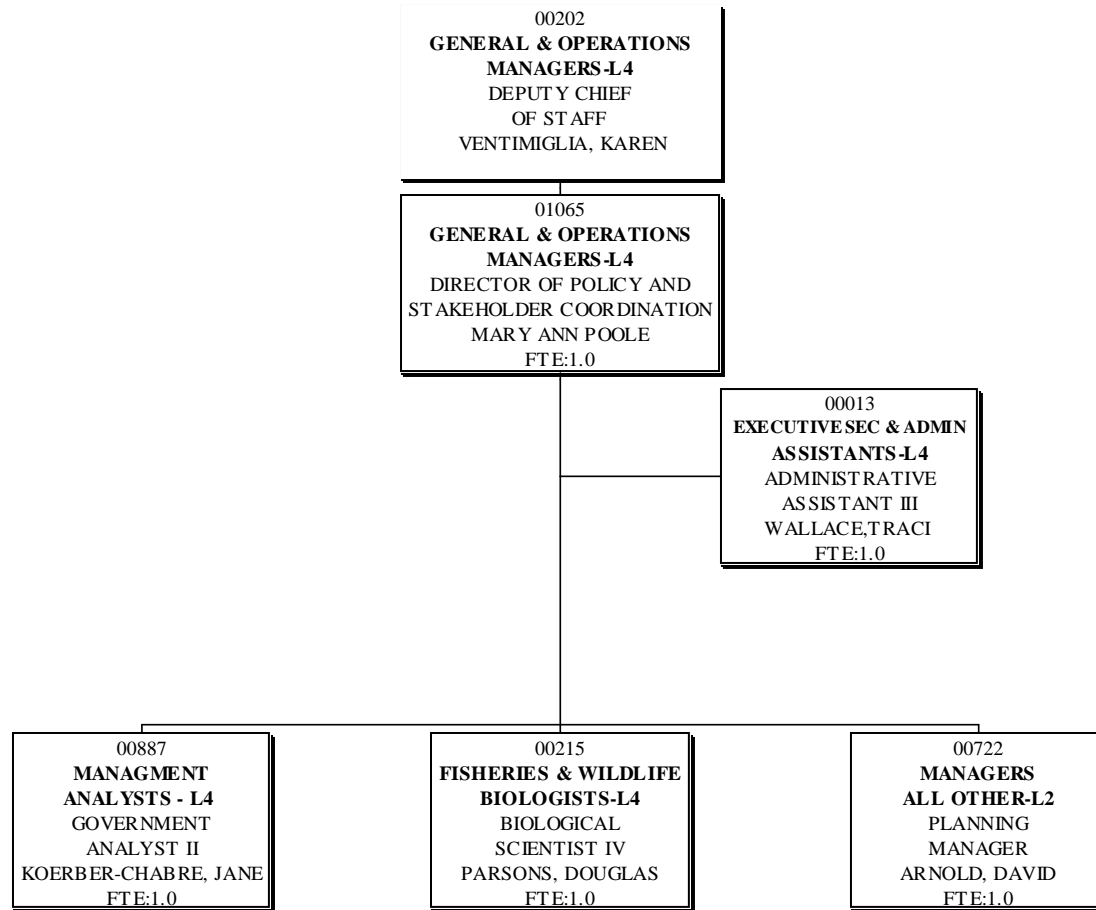 00202
GENERAL & OPERATIONS
MANAGERS-L4
DEPUTY CHIEF
OF STAFF
VENTIMIGLIA, KAREN
01065
GENERAL & OPERATIONS
MANAGERS-L4
DIRECTOR OF POLICY AND
STAKEHOLDER COORDINATION
MARY ANN POOLE
FTE:1.0
00013
EXECUTIVE SEC & ADMIN
ASSISTANTS-L4
ADMINISTRATIVE
ASSISTANT III
WALLACE,TRACI
FTE:1.0
00887
MANAGMENT
ANALYSTS - L4
GOVERNMENT
ANALYST II
KOERBER-CHABRE, JANE
FTE:1.0
00215
FISHERIES & WILDLIFE
BIOLOGISTS-L4
BIOLOGICAL
SCIENTIST IV
PARSONS, DOUGLAS
FTE:1.0
00722
MANAGERS
ALL OTHER-L2
PLANNING
MANAGER
ARNOLD, DAVID
FTE:1.0